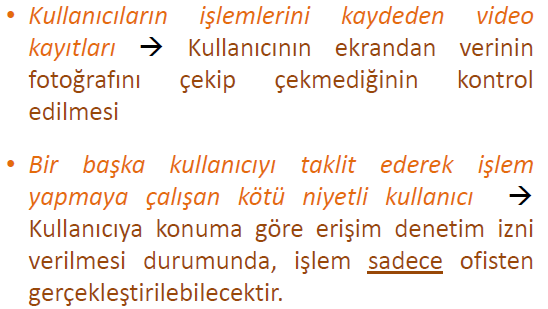 • Kullanıcıların işlemlerini kaydeden video
kayıtları → Kullanıcının ekrandan verinin
fotoğrafını çekip çekmediğinin kontrol
edilmesi
• Bir başka kullanıcıyı taklit ederek işlem
yapmaya çalışan kötü niyetli kullanıcı →
Kullanıcıya konuma göre erişim denetim izni
verilmesi durumunda, işlem sadece ofisten
gerçekleştirilebilecektir.